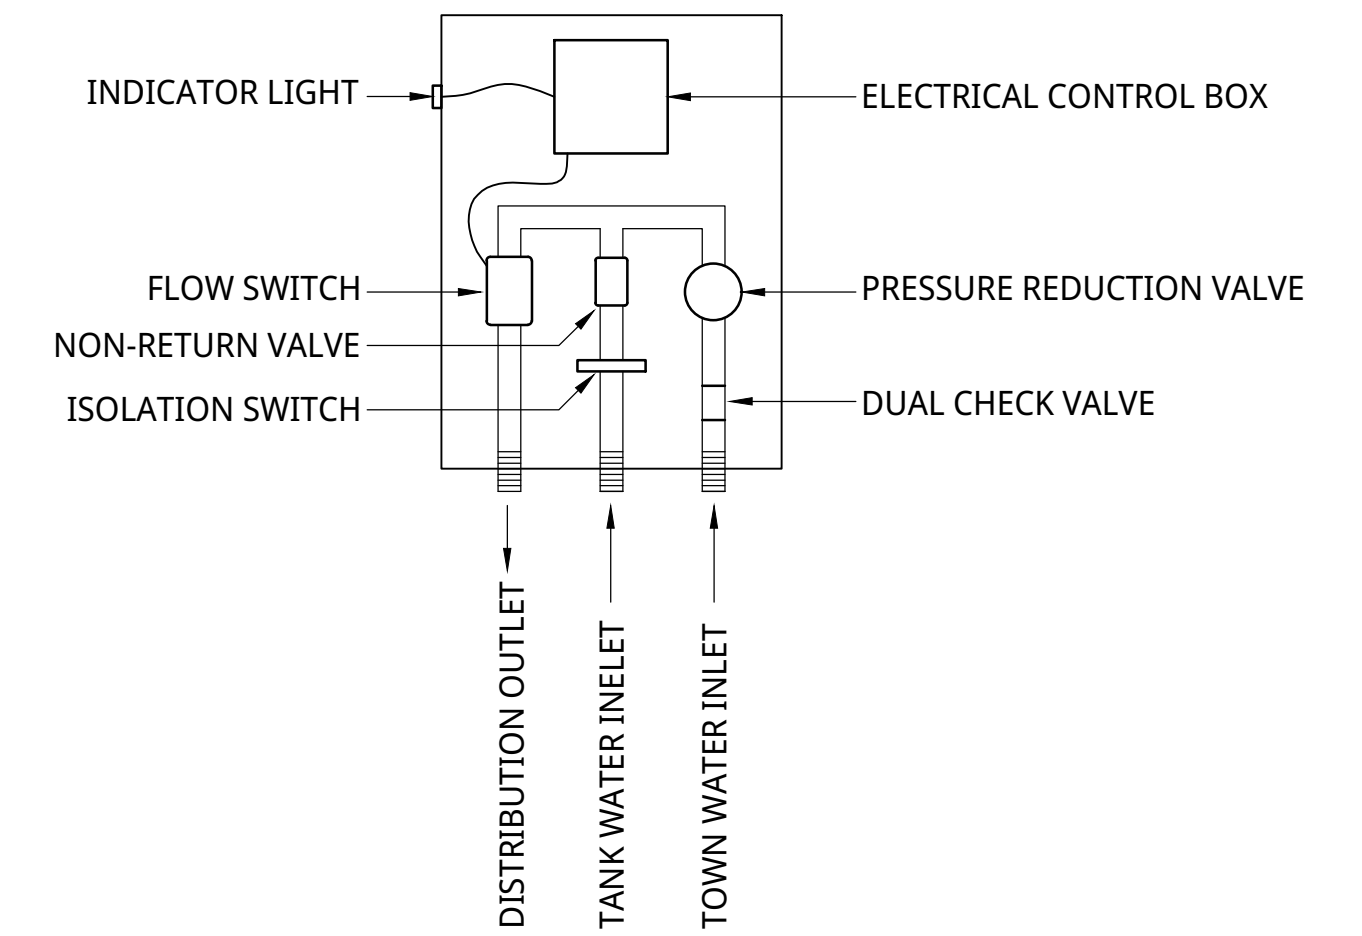 INDICATOR LIGHT
ELECTRICAL CONTROL BOX
FLOW SWITCH
PRESSURE REDUCTION VALVE
NON-RETURN VALVE
ISOLATION SWITCH
DUAL CHECK VALVE
DISTRIBUTION OUTLET
TANK WATER INELET
TOWN WATER INLET